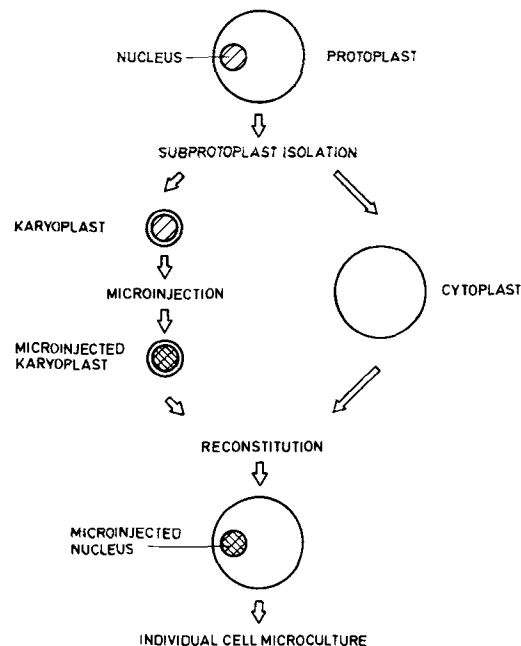 NUCLEUS
PROTOPLAST
SUBPROTOPLAST ISOLATION
KARYOPLAST
MICROINJECTION
CYTOPLAST
MICROINJECTED
KARYOPLAST
RECONSTITUTION
MICROINJECTED
NUCLEUS
INDIVIDUAL CELL MICROCULTURE